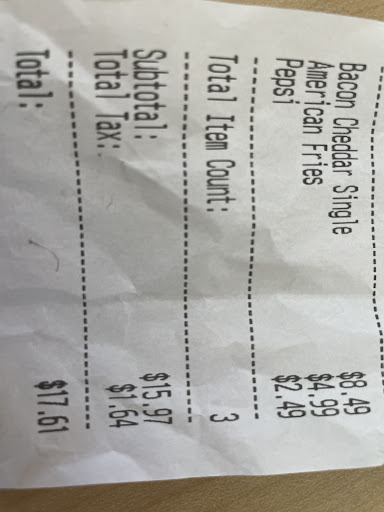 Bacon Cheddar Single $8.49
American Fries $4.99
Pepsi $2.49
Total Item Count: 3
Subtotal: $15.97
Total Tax: $1.64
Total: $17.61